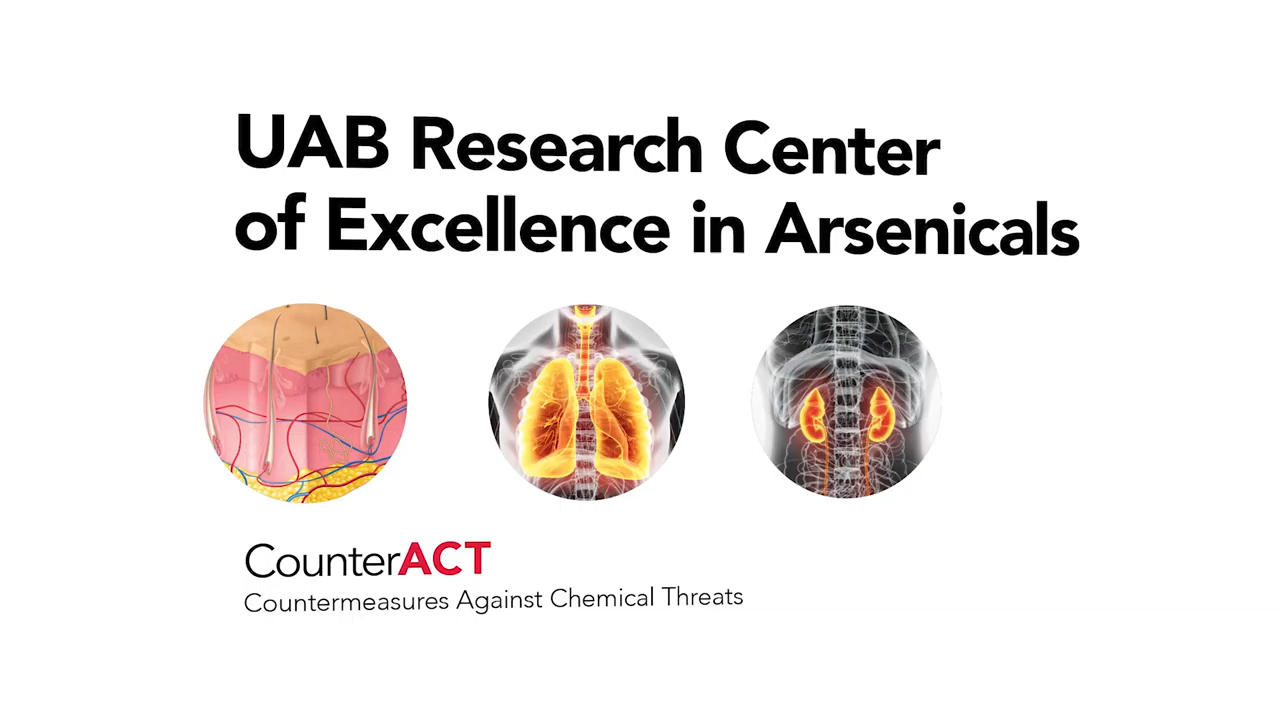 UAB Research Center
of Excellence in Arsenicals
CounterACT
Countermeasures Against Chemical Threats